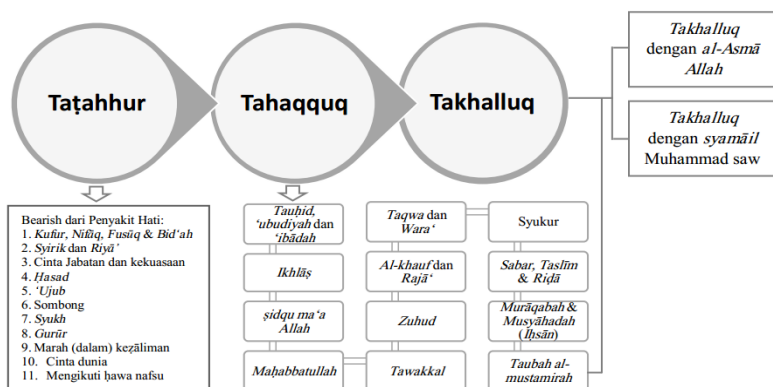 Taṭahhur
Tahaqquq
Takhalluq
Takhalluq
dengan al-Asmā
Allah
Takhalluq
dengan syamāil
Muhammad saw
Bearish dari Penyakit Hati:
1. Kufur, Nifāq, Fusūq & Bid‘ah
2. Syirik dan Riyā’
3. Cinta Jabatan dan kekuasaan
4. Ḥasad
5. ‘Ujub
6. Sombong
7. Syukh
8. Gurūr
9. Marah (dalam) keẓāliman
10. Cinta dunia
11. Mengikuti ḥawa nafsu
Tauḥid,
‘ubudiyah dan
‘ibādah
Ikhlāṣ
ṣidqu ma‘a
Allah
Maḥabbatullah
Taqwa dan
Wara‘
Al-khauf dan
Rajā‘
Zuhud
Tawakkal
Syukur
Sabar, Taslīm
& Riḍā
Murāqabah &
Musyāhadah
(Iḥsān)
Taubah al-
mustamirah